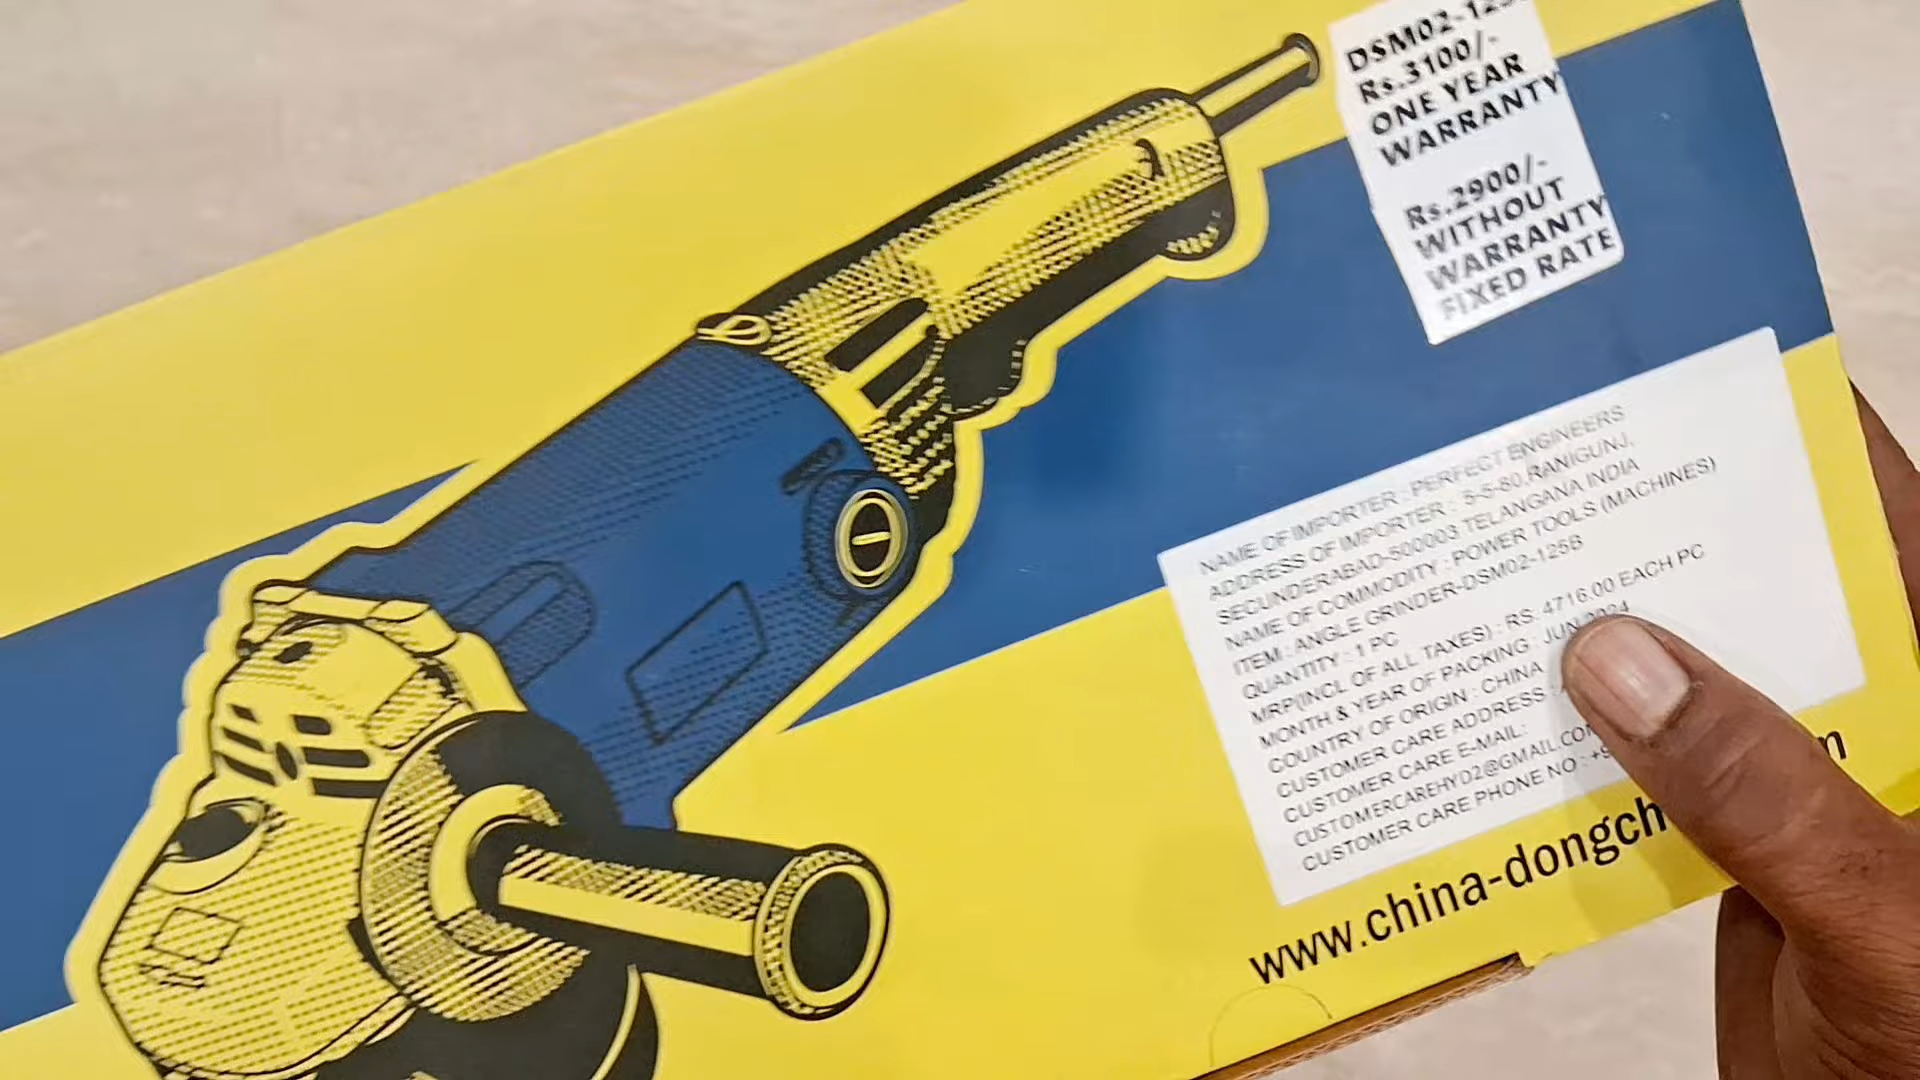 DSM02-125
Rs.3100/-
ONE YEAR
WARRANTY
Rs.2900/-
WITHOUT
WARRANTY
FIXED RATE
NAME OF IMPORTER : PERFECT ENGINEERS
ADDRESS OF IMPORTER : 5-5-80,RANIGUNJ,
SECUNDERABAD-500003 TELANGANA INDIA
NAME OF COMMODITY : POWER TOOLS (MACHINES)
ITEM : ANGLE GRINDER-DSM02-125B
QUANTITY : 1 PC
MRP(INCL OF ALL TAXES) : RS. 4716.00 EACH PC
MONTH & YEAR OF PACKING : JUN 2024
COUNTRY OF ORIGIN : CHINA
CUSTOMER CARE ADDRESS :
CUSTOMER CARE E-MAIL:
CUSTOMERCAREHYD2@GMAIL.COM
CUSTOMER CARE PHONE NO : +9
www.china-dongch